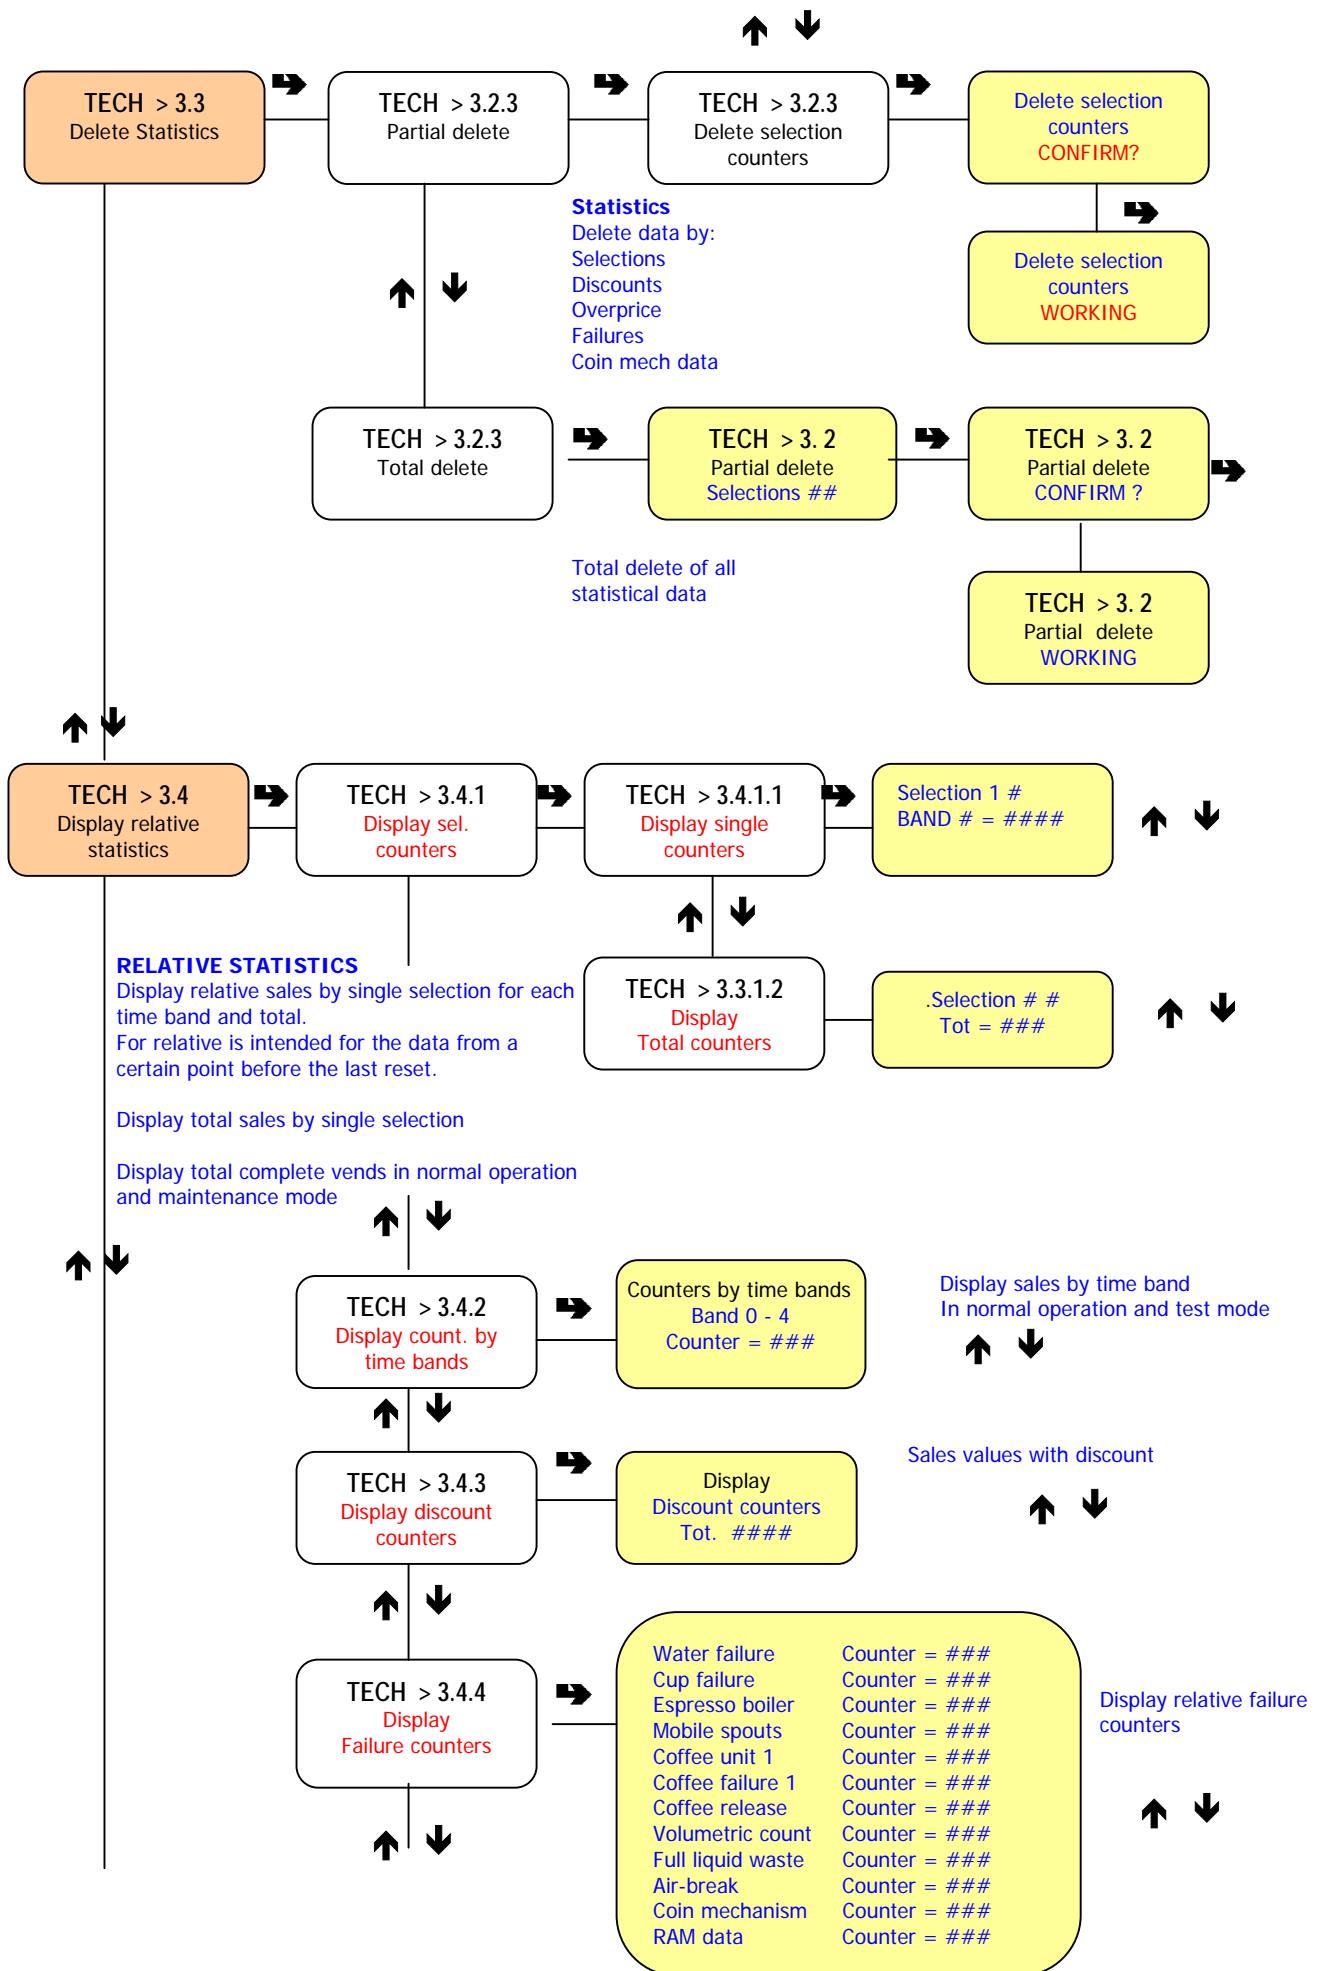 TECH > 3.3
Delete Statistics
TECH > 3.2.3
Partial delete
TECH > 3.2.3
Delete selection
counters
Delete selection
counters
CONFIRM?
Statistics
Delete data by:
Selections
Discounts
Overprice
Failures
Coin mech data
Delete selection
counters
WORKING
TECH > 3.2.3
Total delete
TECH > 3. 2
Partial delete
Selections ##
TECH > 3. 2
Partial delete
CONFIRM ?
Total delete of all
statistical data
TECH > 3. 2
Partial delete
WORKING
TECH > 3.4
Display relative
statistics
TECH > 3.4.1
Display sel.
counters
TECH > 3.4.1.1
Display single
counters
Selection 1 #
BAND # = ####
RELATIVE STATISTICS
Display relative sales by single selection for each
time band and total.
For relative is intended for the data from a
certain point before the last reset.
Display total sales by single selection
Display total complete vends in normal operation
and maintenance mode
TECH > 3.3.1.2
Display
Total counters
.Selection # #
Tot = ###
TECH > 3.4.2
Display count. by
time bands
Counters by time bands
Band 0 - 4
Counter = ###
Display sales by time band
In normal operation and test mode
TECH > 3.4.3
Display discount
counters
Display
Discount counters
Tot. ####
Sales values with discount
TECH > 3.4.4
Display
Failure counters
Water failure Counter = ###
Cup failure Counter = ###
Espresso boiler Counter = ###
Mobile spouts Counter = ###
Coffee unit 1 Counter = ###
Coffee failure 1 Counter = ###
Coffee release Counter = ###
Volumetric count Counter = ###
Full liquid waste Counter = ###
Air-break Counter = ###
Coin mechanism Counter = ###
RAM data Counter = ###
Display relative failure
counters